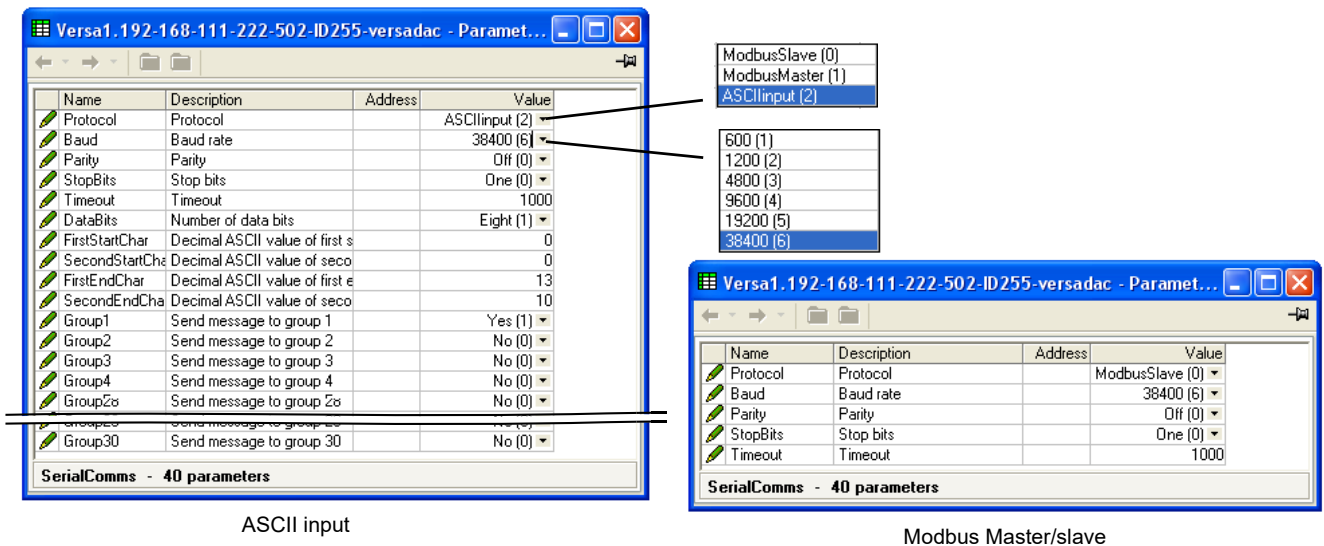 Versa1.192-168-111-222-502-ID255-versadac - Paramet...
Name Description Address Value
Protocol Protocol ASCIIinput (2)
Baud Baud rate 38400 (6)
Parity Parity Off (0)
StopBits Stop bits One (0)
Timeout Timeout 1000
DataBits Number of data bits Eight (1)
FirstStartChar Decimal ASCII value of first s 0
SecondStartCha Decimal ASCII value of seco 0
FirstEndChar Decimal ASCII value of first e 13
SecondEndCha Decimal ASCII value of seco 10
Group1 Send message to group 1 Yes (1)
Group2 Send message to group 2 No (0)
Group3 Send message to group 3 No (0)
Group4 Send message to group 4 No (0)
Send message to group No (0)
Group30 Send message to group 30 No (0)
SerialComms - 40 parameters
ASCII input
ModbusSlave (0)
ModbusMaster (1)
ASCIIinput (2)
600 (1)
1200 (2)
4800 (3)
9600 (4)
19200 (5)
38400 (6)
Versa1.192-168-111-222-502-ID255-versadac - Paramet...
Name Description Address Value
Protocol Protocol ModbusSlave (0)
Baud Baud rate 38400 (6)
Parity Parity Off (0)
StopBits Stop bits One (0)
Timeout Timeout 1000
SerialComms - 40 parameters
Modbus Master/slave